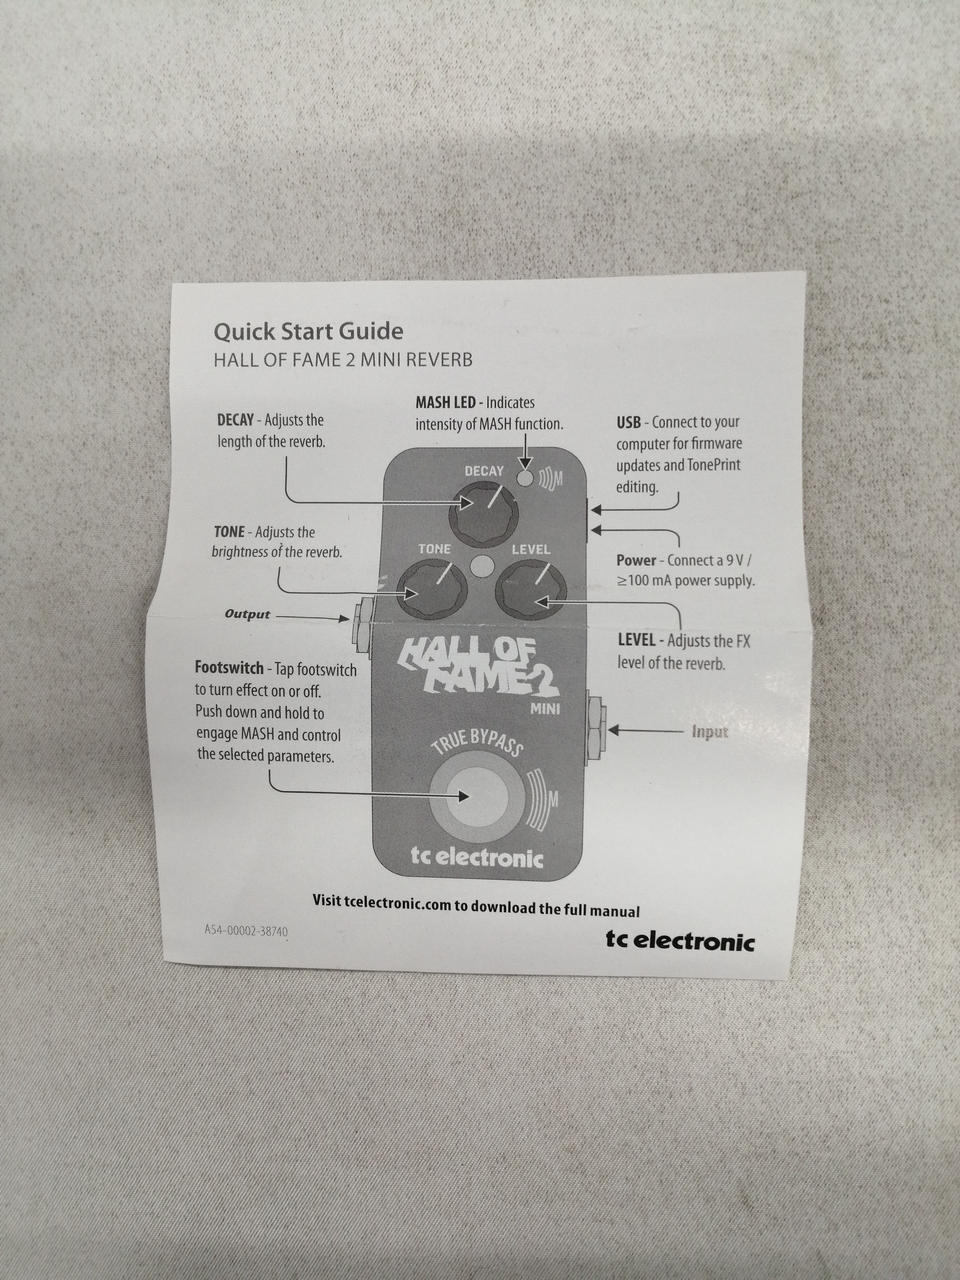 Quick Start Guide
HALL OF FAME 2 MINI REVERB
DECAY - Adjusts the
length of the reverb.
MASH LED - Indicates
intensity of MASH function.
USB - Connect to your
computer for firmware
updates and TonePrint
editing.
TONE - Adjusts the
brightness of the reverb.
Power - Connect a 9 V /
≥100 mA power supply.
Output
LEVEL - Adjusts the FX
level of the reverb.
Footswitch - Tap footswitch
to turn effect on or off.
Push down and hold to
engage MASH and control
the selected parameters.
Input
DECAY
M
TONE
LEVEL
HALL OF
FAME 2
MINI
TRUE BYPASS
M
tc electronic
Visit tcelectronic.com to download the full manual
A54-00002-38740
tc electronic